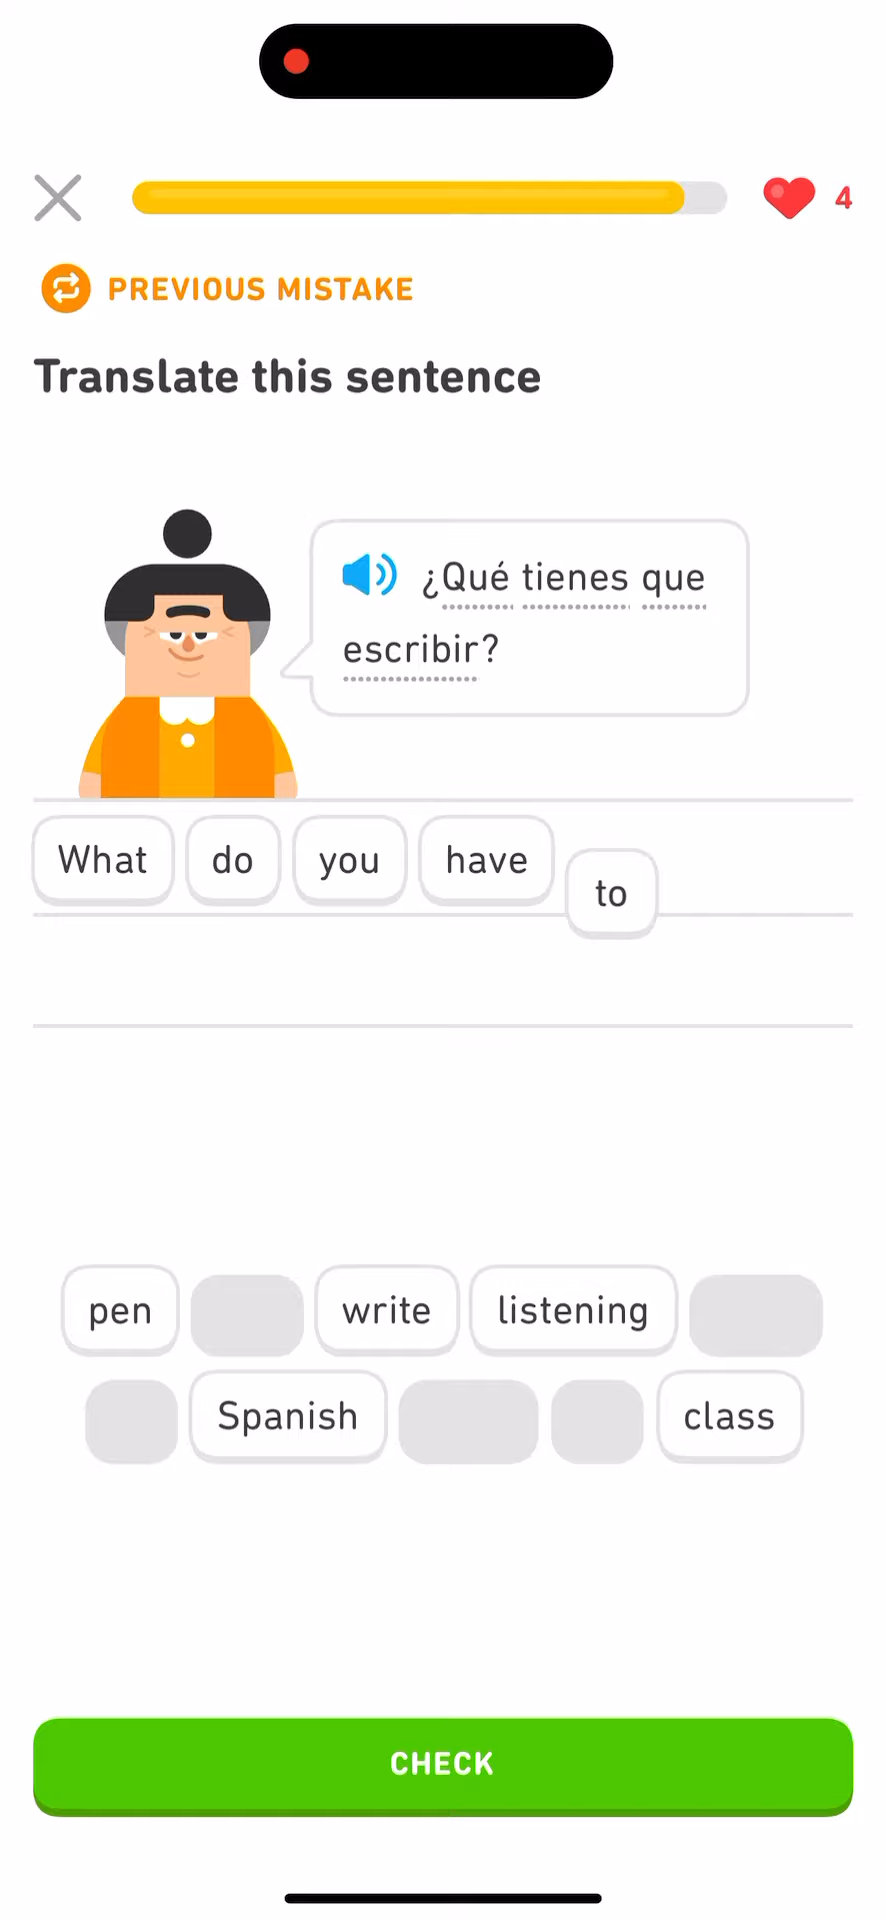 4
PREVIOUS MISTAKE
Translate this sentence
¿Qué tienes que
escribir?
What do you have to
pen write listening
Spanish class
CHECK